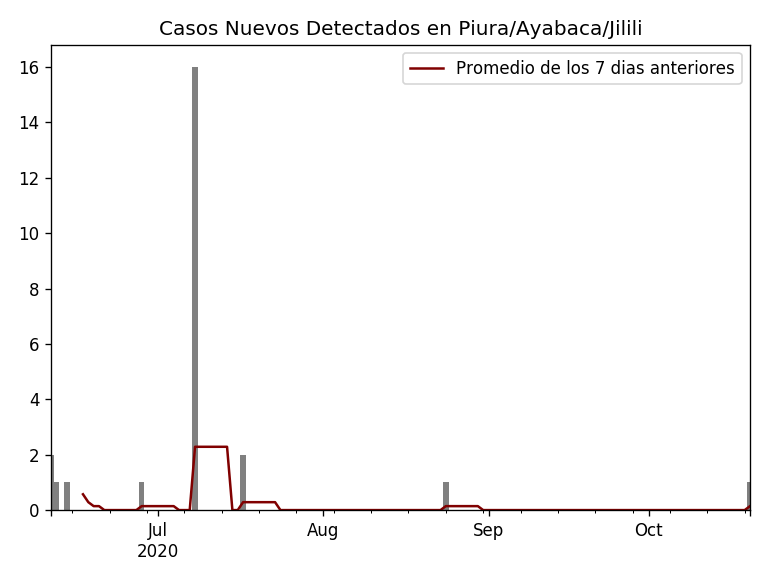 Casos Nuevos Detectados en Piura/Ayabaca/Jilili
Promedio de los 7 dias anteriores
16
14
12
10
8
6
4
2
0
Jul
2020
Aug
Sep
Oct